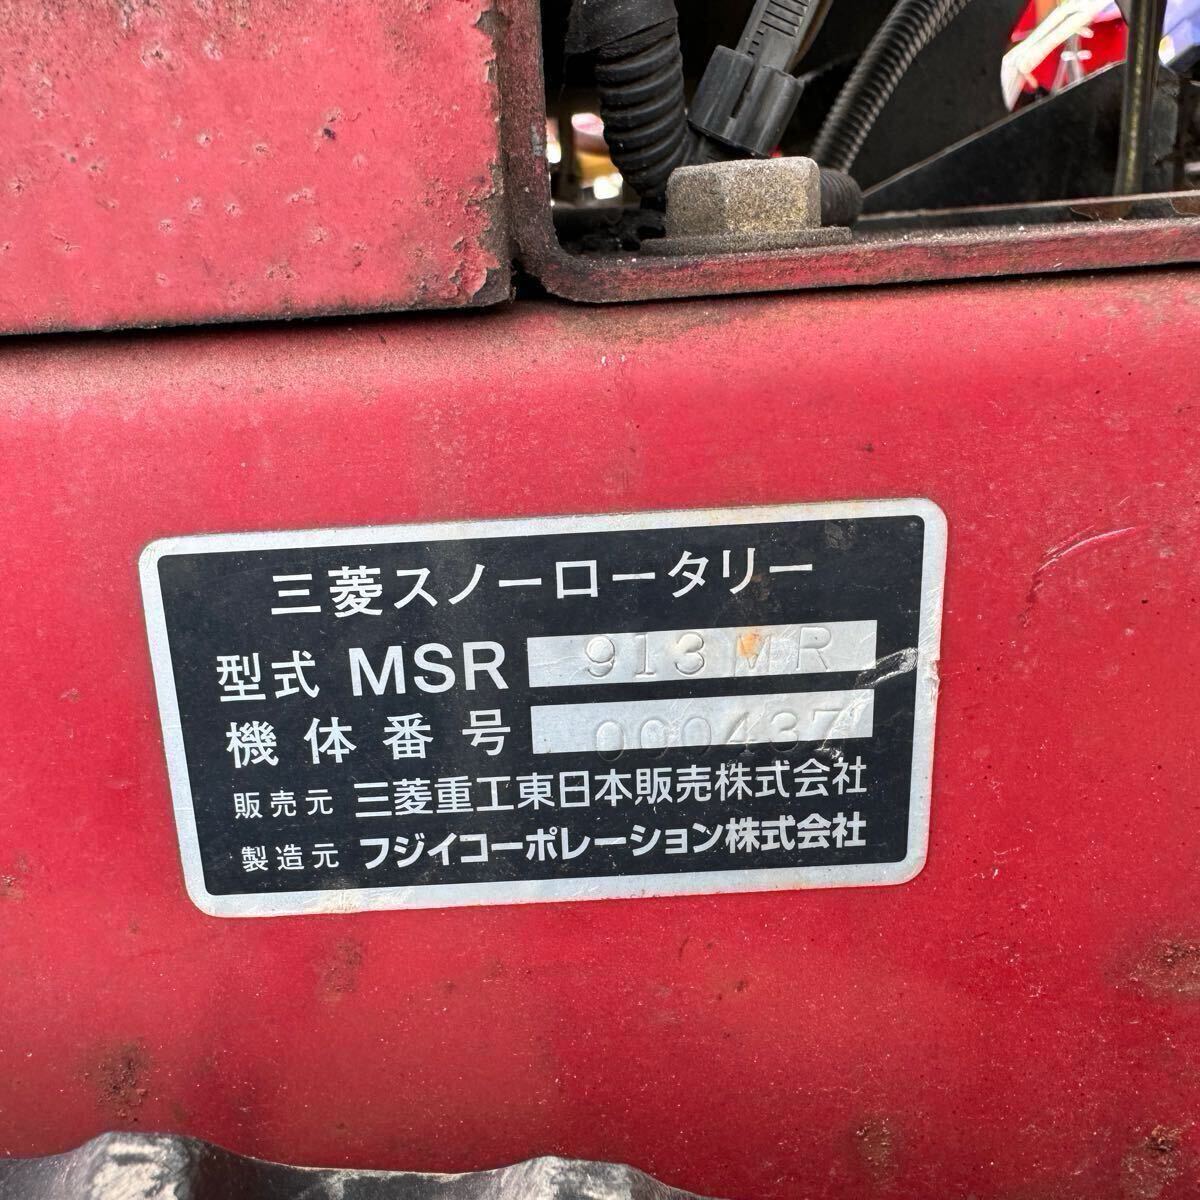 三菱スノーロータリー
型式 MSR 913MR
機体番号 000437
販売元 三菱重工東日本販売株式会社
製造元 フジイコーポレーション株式会社